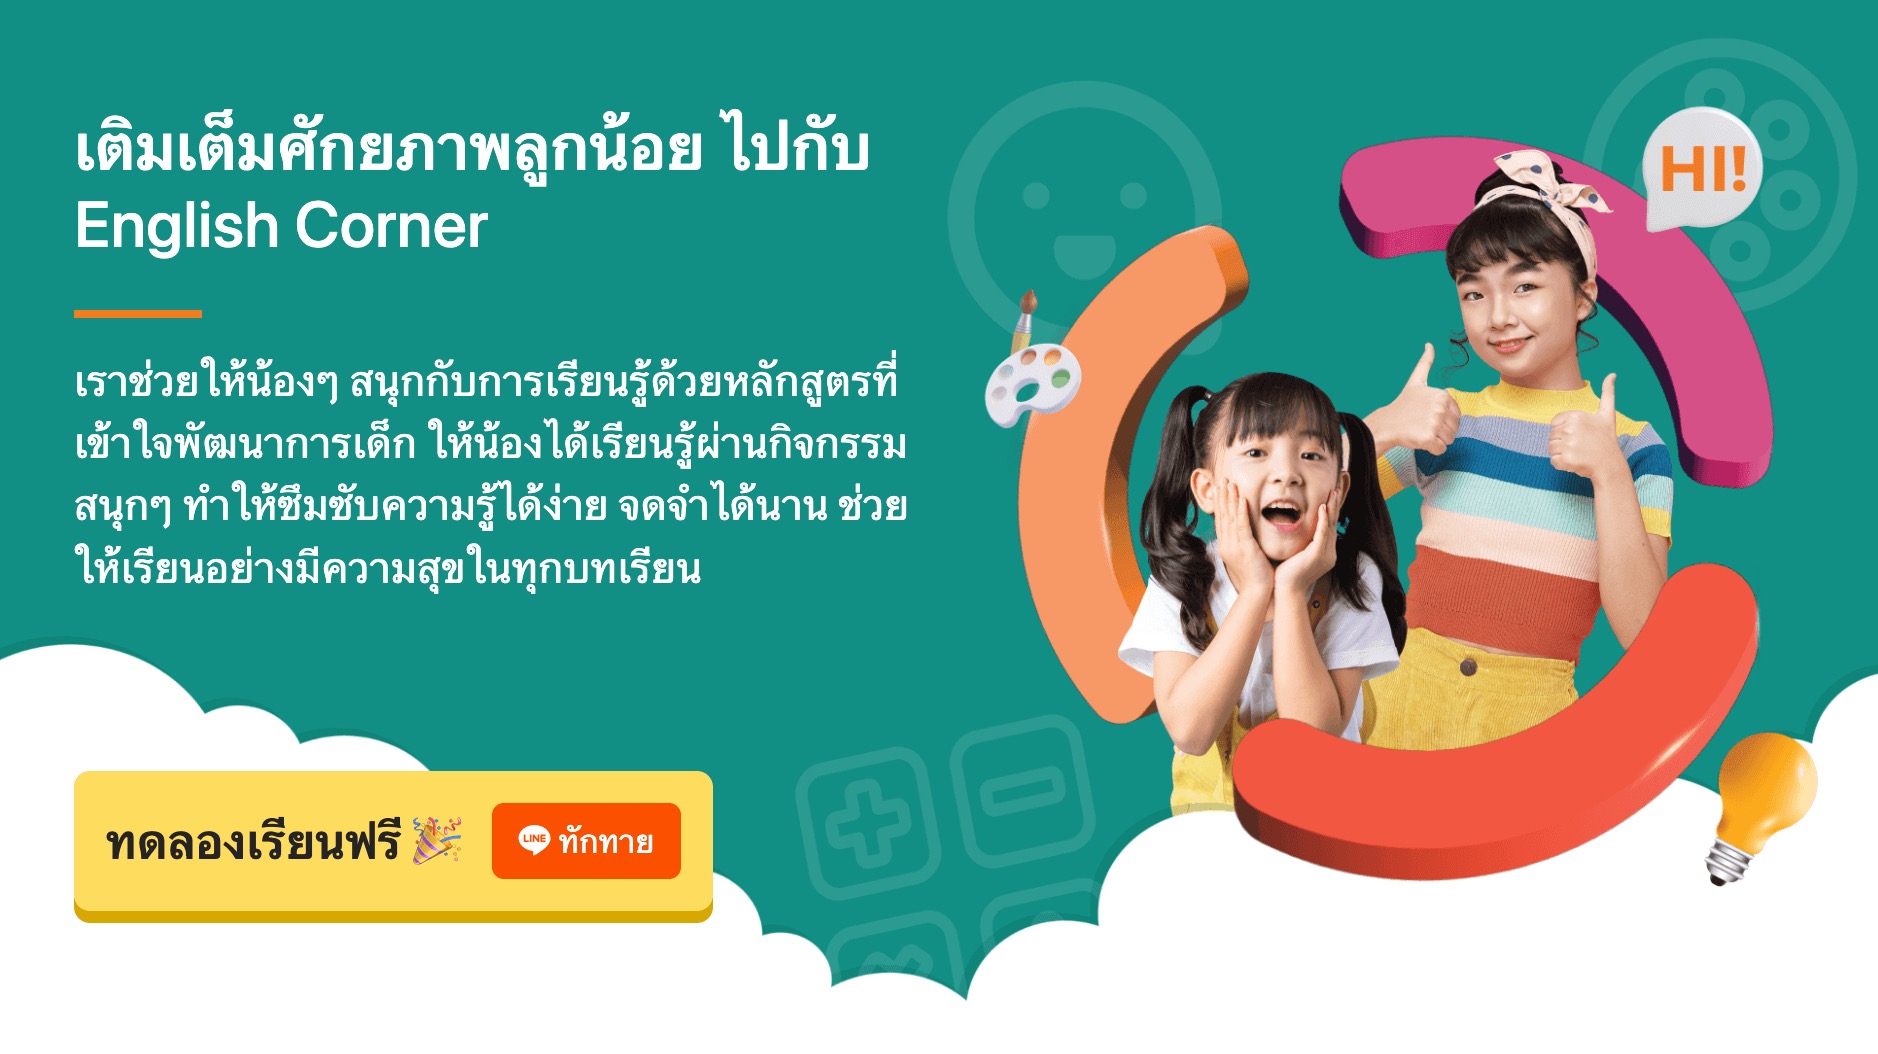 เติมเต็มศักยภาพลูกน้อย ไปกับ
English Corner
เราช่วยให้น้องๆ สนุกกับการเรียนรู้ด้วยหลักสูตรที่
เข้าใจพัฒนาการเด็ก ให้น้องได้เรียนรู้ผ่านกิจกรรม
สนุกๆ ทำให้ซึมซับความรู้ได้ง่าย จดจำได้นาน ช่วย
ให้เรียนอย่างมีความสุขในทุกบทเรียน
ทดลองเรียนฟรี🎉
LINE ทักทาย
HI!